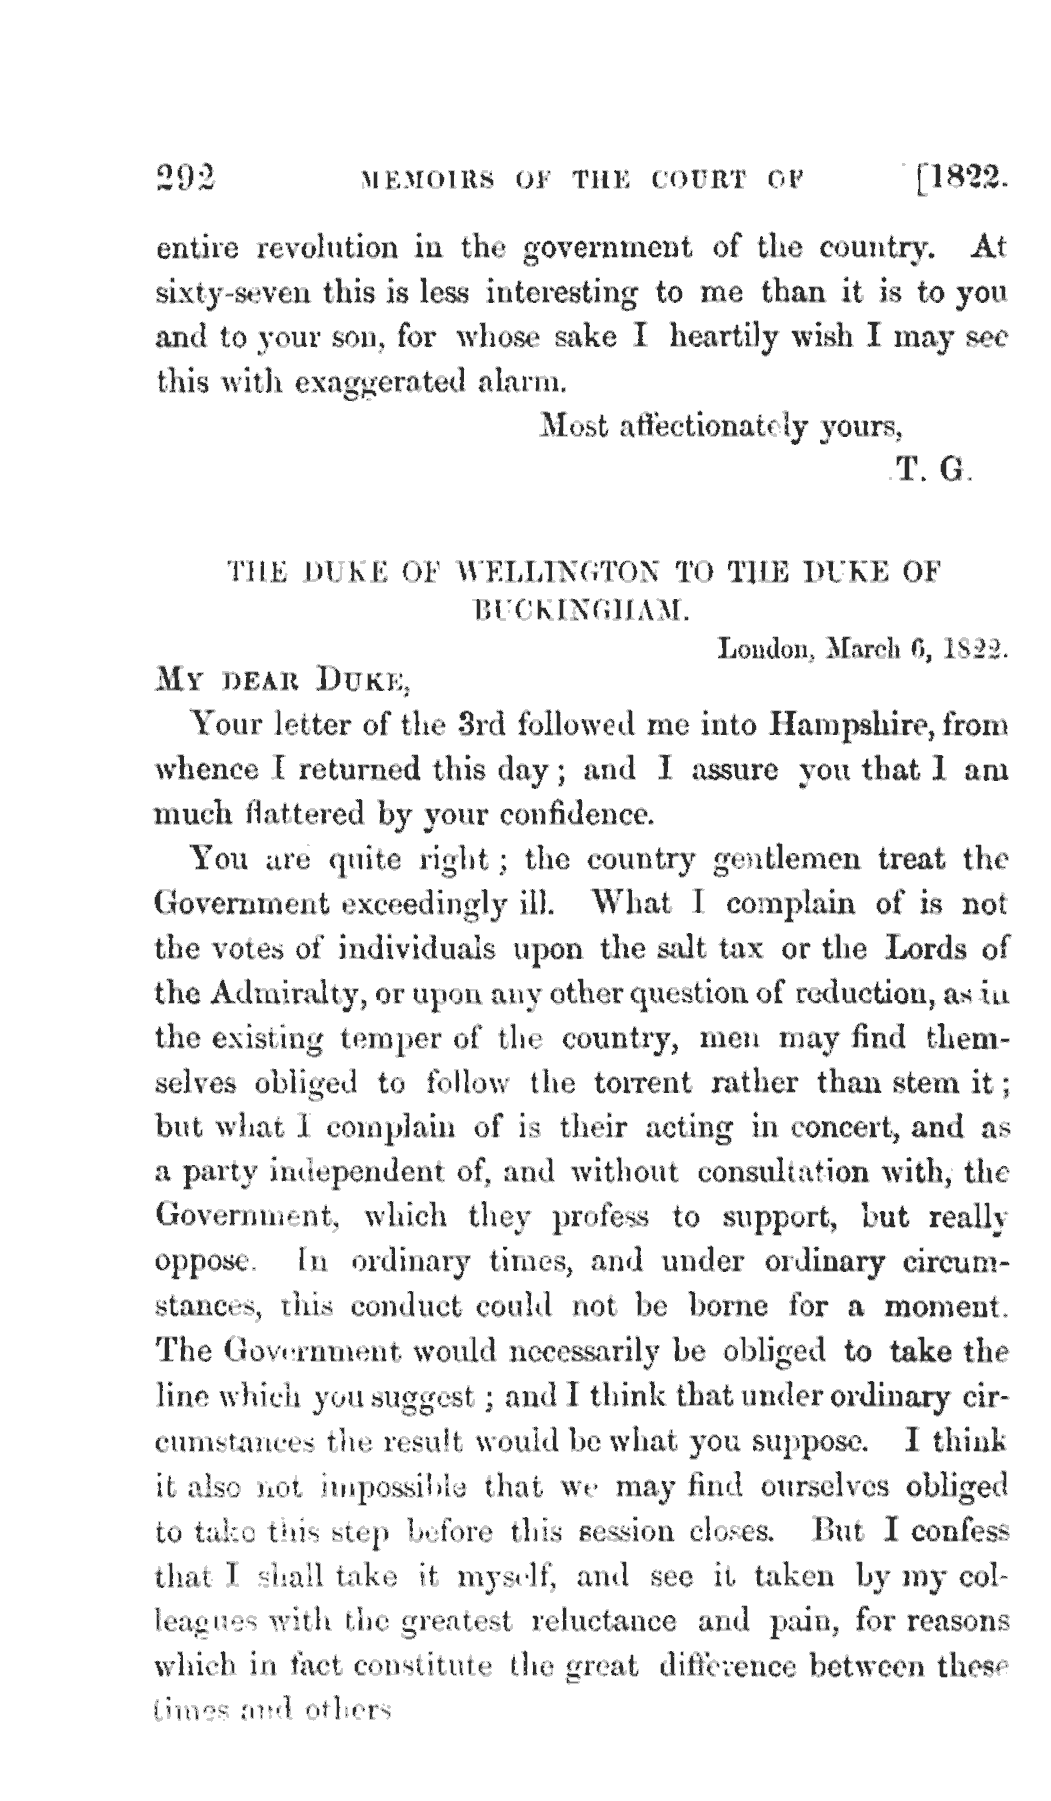 292 MEMOIRS OF THE COURT OF [1822.
entire revolution in the government of the country. At
sixty-seven this is less interesting to me than it is to you
and to your son, for whose sake I heartily wish I may see
this with exaggerated alarm.
Most affectionately yours,
T. G.
THE DUKE OF WELLINGTON TO THE DUKE OF
BUCKINGHAM.
London, March 6, 1822.
MY DEAR DUKE,
Your letter of the 3rd followed me into Hampshire, from
whence I returned this day; and I assure you that I am
much flattered by your confidence.
You are quite right; the country gentlemen treat the
Government exceedingly ill. What I complain of is not
the votes of individuals upon the salt tax or the Lords of
the Admiralty, or upon any other question of reduction, as in
the existing temper of the country, men may find them-
selves obliged to follow the torrent rather than stem it;
but what I complain of is their acting in concert, and as
a party independent of, and without consultation with, the
Government, which they profess to support, but really
oppose. In ordinary times, and under ordinary circum-
stances, this conduct could not be borne for a moment.
The Government would necessarily be obliged to take the
line which you suggest; and I think that under ordinary cir-
cumstances the result would be what you suppose. I think
it also not impossible that we may find ourselves obliged
to take this step before this session closes. But I confess
that I shall take it myself, and see it taken by my col-
leagues with the greatest reluctance and pain, for reasons
which in fact constitute the great difference between these
times and others